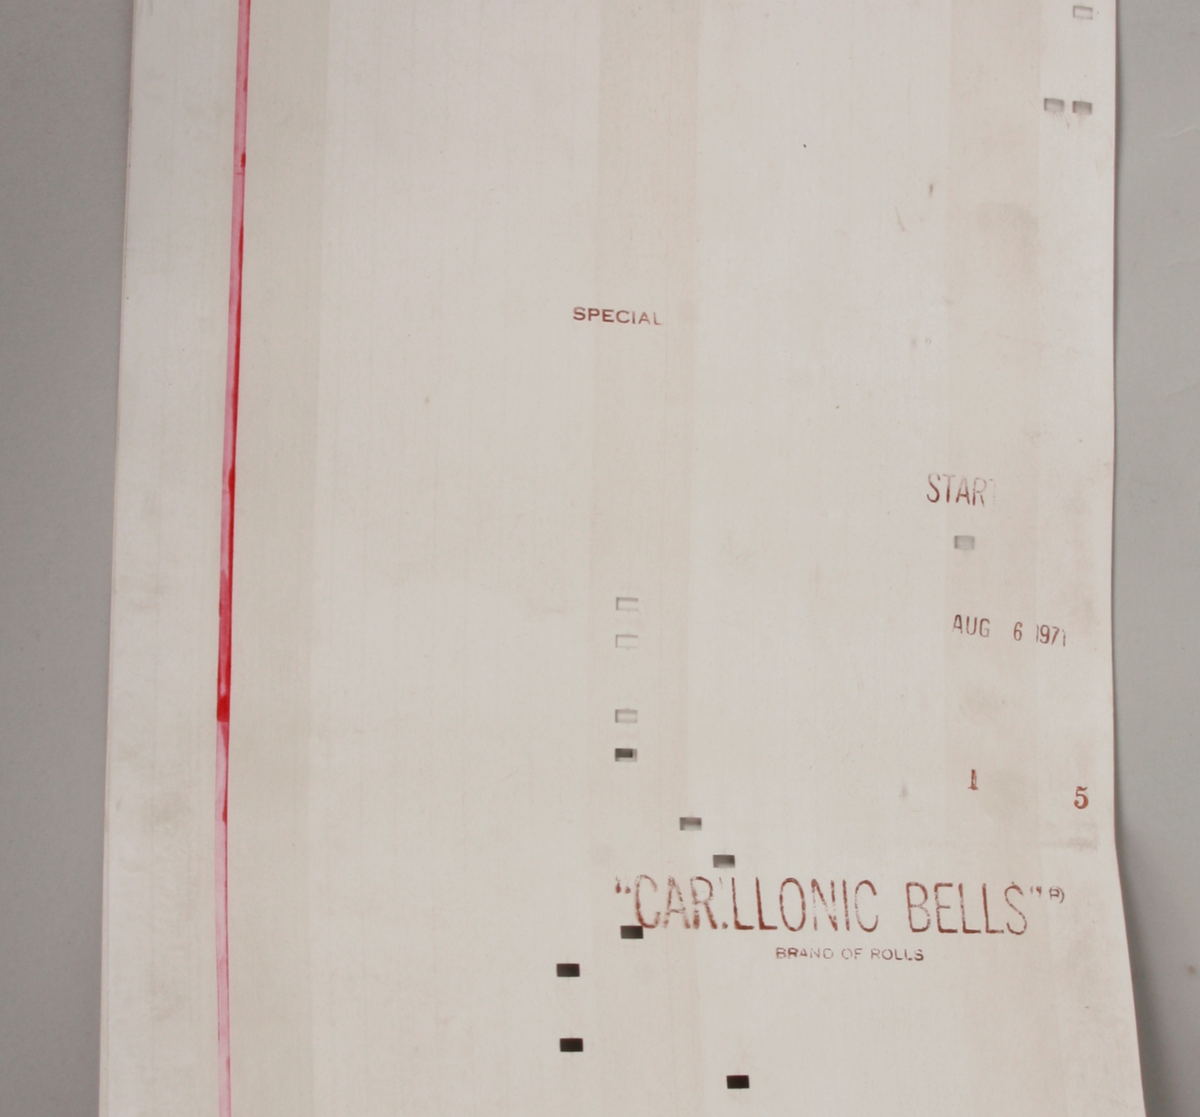 SPECIAL
START
AUG 6 1971
1 5
"CARILLONIC BELLS"
BRAND OF ROLLS